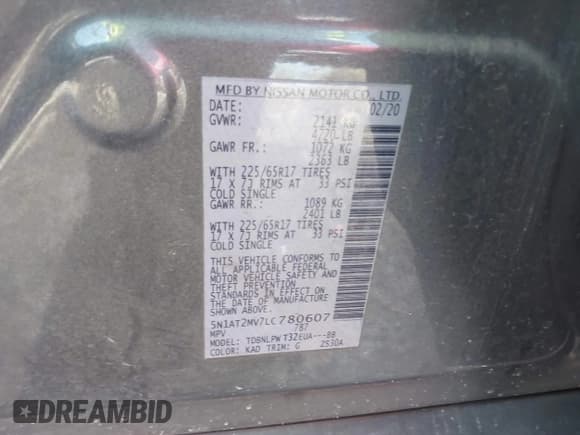 MFD BY NISSAN MOTOR CO., LTD.
DATE: 02/20
GVWR: 2141 KG
4720 LB
GAWR FR.: 1072 KG
2363 LB
WITH 225/65R17 TIRES
17 X 7J RIMS AT 33 PSI
COLD SINGLE
GAWR RR.: 1089 KG
2401 LB
WITH 225/65R17 TIRES
17 X 7J RIMS AT 33 PSI
COLD SINGLE
THIS VEHICLE CONFORMS TO
ALL APPLICABLE FEDERAL
MOTOR VEHICLE SAFETY AND
THEFT PREVENTION
STANDARDS IN EFFECT ON
THE DATE OF MANUFACTURE
SHOWN ABOVE.
5N1AT2MV7LC780607
MPV 787
MODEL: TDBNLPW T32EUA---BB
COLOR: KAD TRIM: G 2530A
DREAMBID